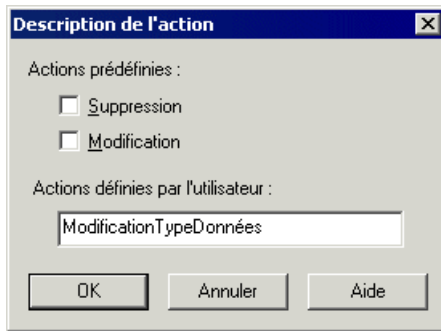 Description de l'action
Actions prédéfinies :
Suppression
Modification
Actions définies par l'utilisateur :
ModificationTypeDonnées
OK Annuler Aide